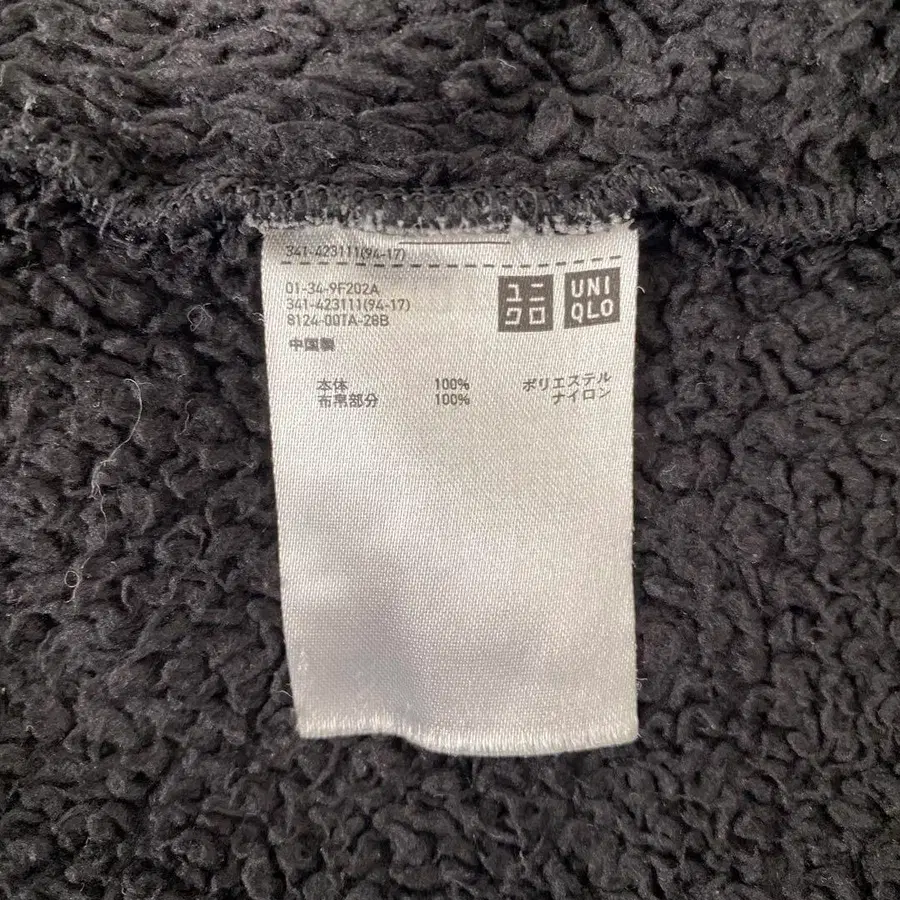 341-423111(94-17)
01-34-9F202A
341-423111(94-17)
8124-00TA-28B
中国製
ユニ
クロ
UNI
QLO
本体 100% ポリエステル
布帛部分 100% ナイロン